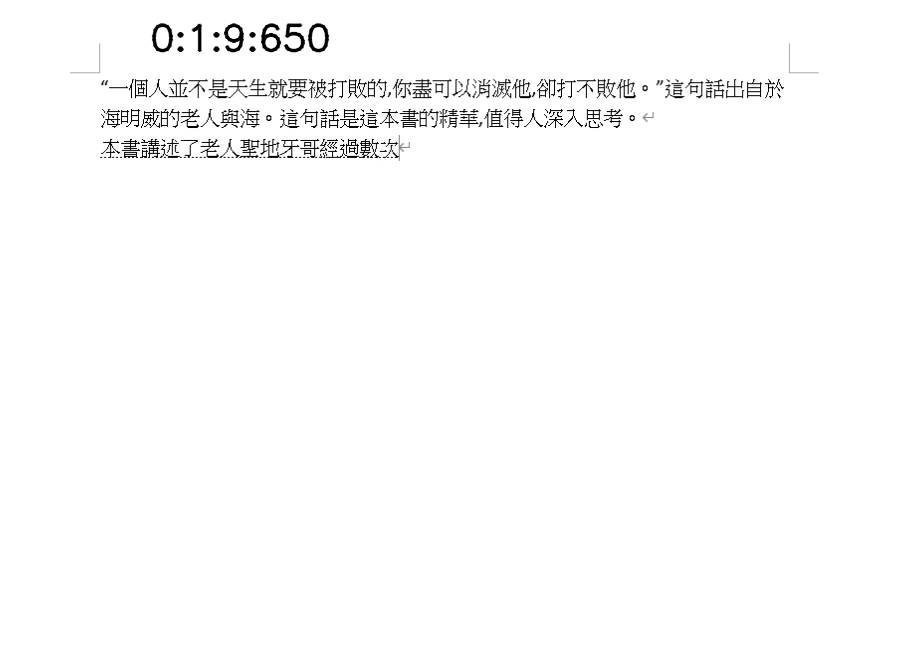 0:1:9:650
“一個人並不是天生就要被打敗的,你盡可以消滅他,卻打不敗他。”這句話出自於
海明威的老人與海。這句話是這本書的精華,值得人深入思考。
本書講述了老人聖地牙哥經過數次